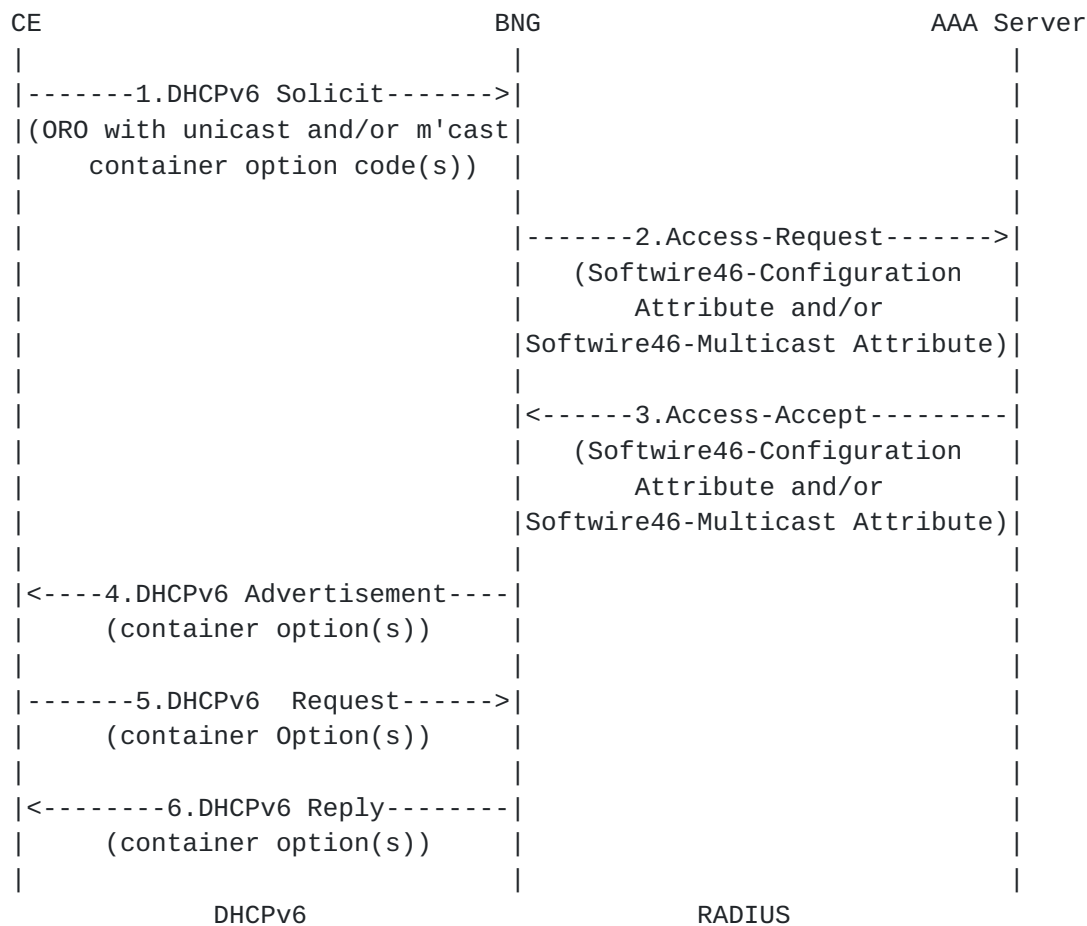 CE                          BNG                         AAA Server
|                            |                            |
|-------1.DHCPv6 Solicit------->|                            |
|(ORO with unicast and/or m'cast|                            |
|    container option code(s))  |                            |
|                               |                            |
|                               |-------2.Access-Request------->|
|                               |   (Softwire46-Configuration   |
|                               |       Attribute and/or        |
|                               |Softwire46-Multicast Attribute)|
|                               |                               |
|                               |<------3.Access-Accept---------|
|                               |   (Softwire46-Configuration   |
|                               |       Attribute and/or        |
|                               |Softwire46-Multicast Attribute)|
|                               |                               |
|<----4.DHCPv6 Advertisement----|                               |
|     (container option(s))     |                               |
|                               |                               |
|-------5.DHCPv6  Request------>|                               |
|     (container Option(s))     |                               |
|                               |                               |
|<--------6.DHCPv6 Reply--------|                               |
|     (container option(s))     |                               |
|                               |                               |
            DHCPv6                         RADIUS